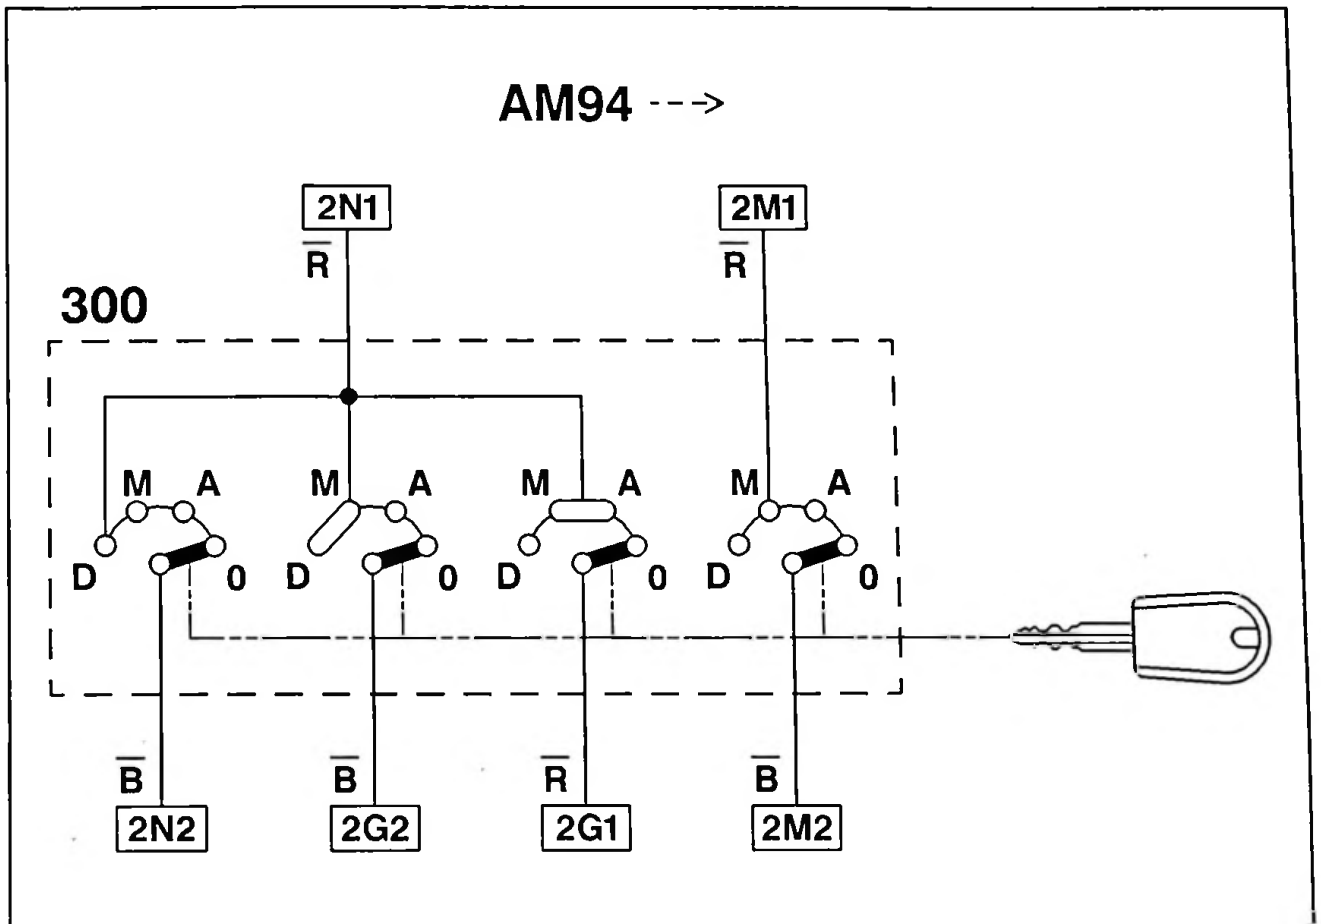 AM94 --->
2N1 2M1
R̅ R̅
300
M A M A M A M A
D 0 D 0 D 0 D 0
B̅ B̅ R̅ B̅
2N2 2G2 2G1 2M2